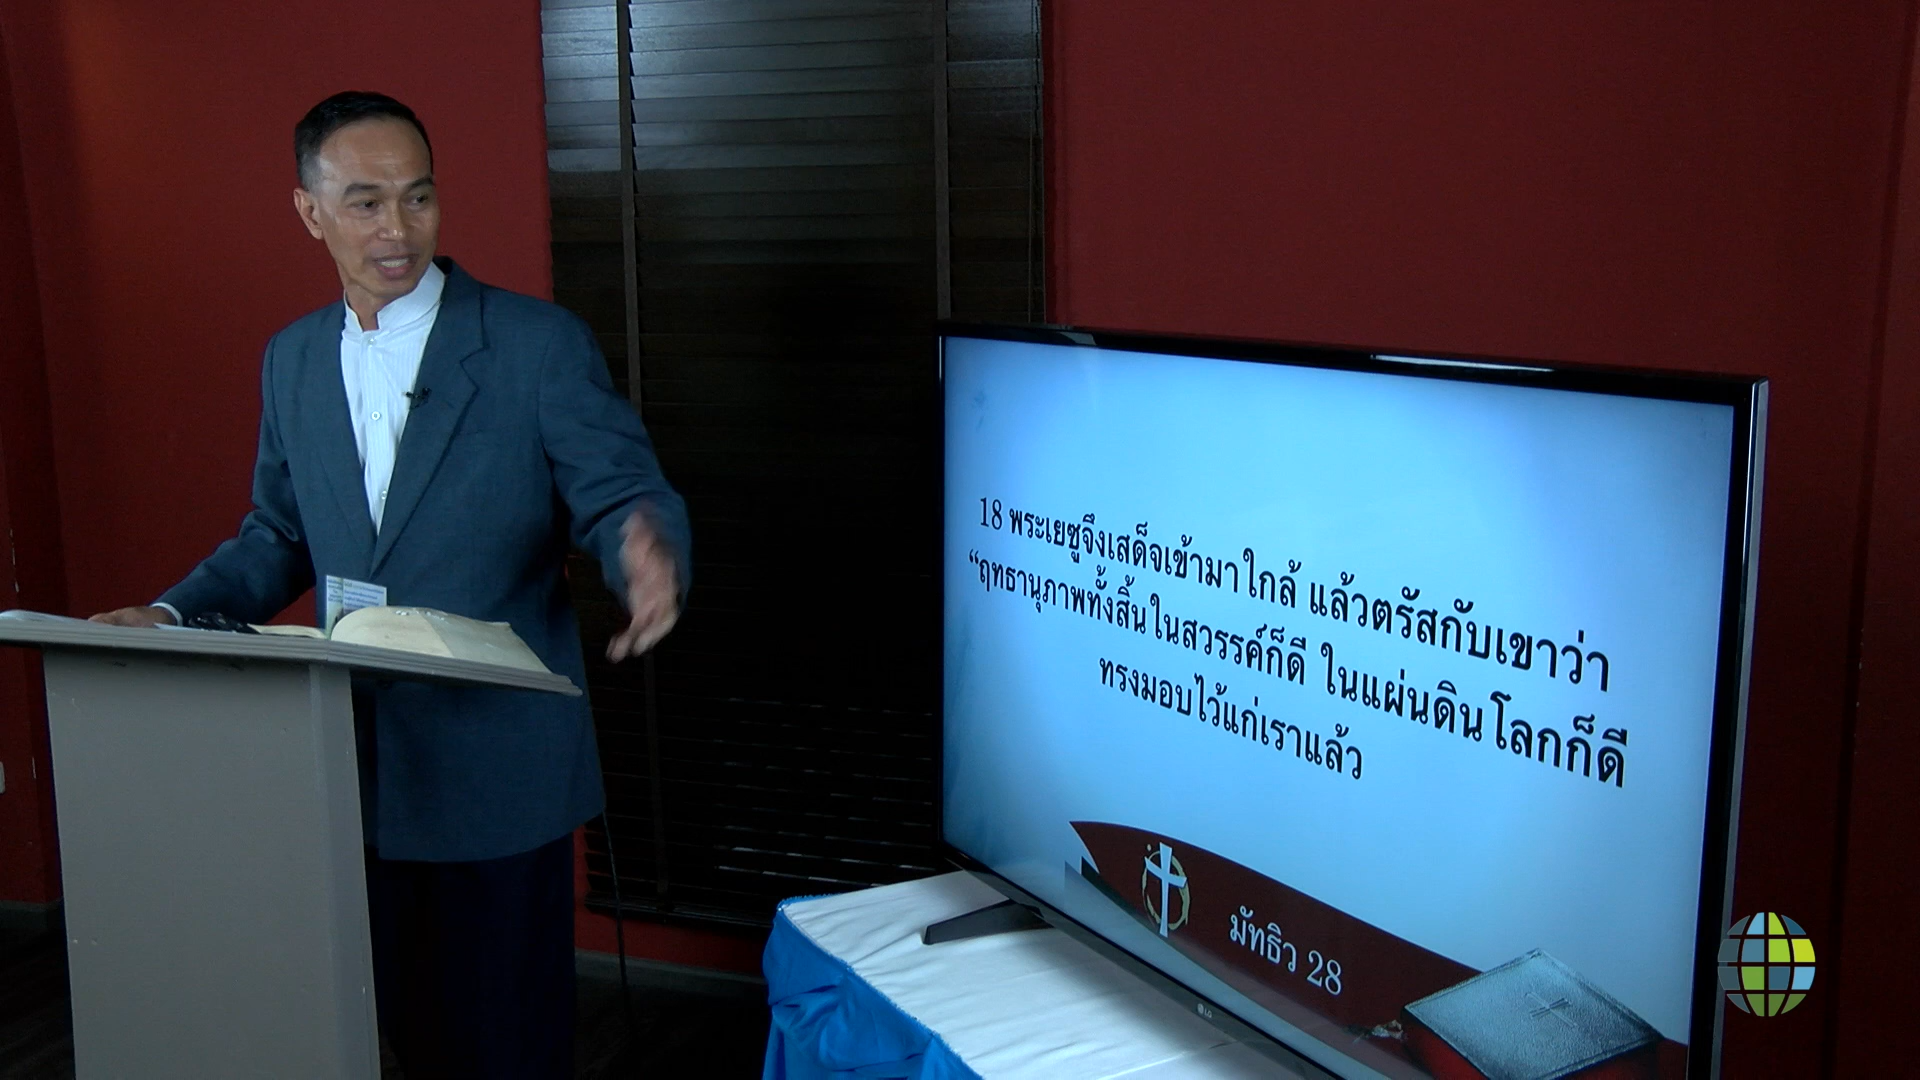 18 พระเยซูจึงเสด็จเข้ามาใกล้ แล้วตรัสกับเขาว่า
“ฤทธานุภาพทั้งสิ้นในสวรรค์ก็ดี ในแผ่นดินโลกก็ดี
ทรงมอบไว้แก่เราแล้ว
มัทธิว 28
LG